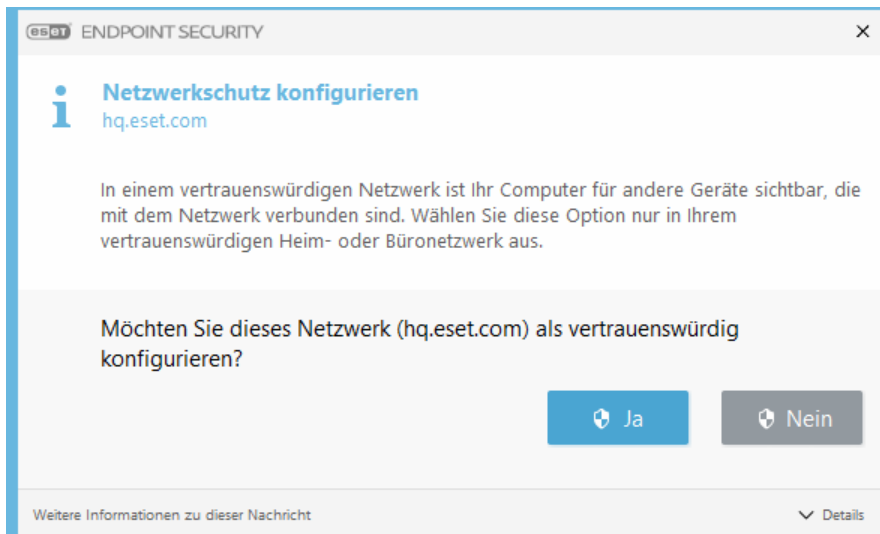 eset ENDPOINT SECURITY
Netzwerkschutz konfigurieren
hq.eset.com
In einem vertrauenswürdigen Netzwerk ist Ihr Computer für andere Geräte sichtbar, die
mit dem Netzwerk verbunden sind. Wählen Sie diese Option nur in Ihrem
vertrauenswürdigen Heim- oder Büronetzwerk aus.
Möchten Sie dieses Netzwerk (hq.eset.com) als vertrauenswürdig
konfigurieren?
Ja Nein
Weitere Informationen zu dieser Nachricht Details